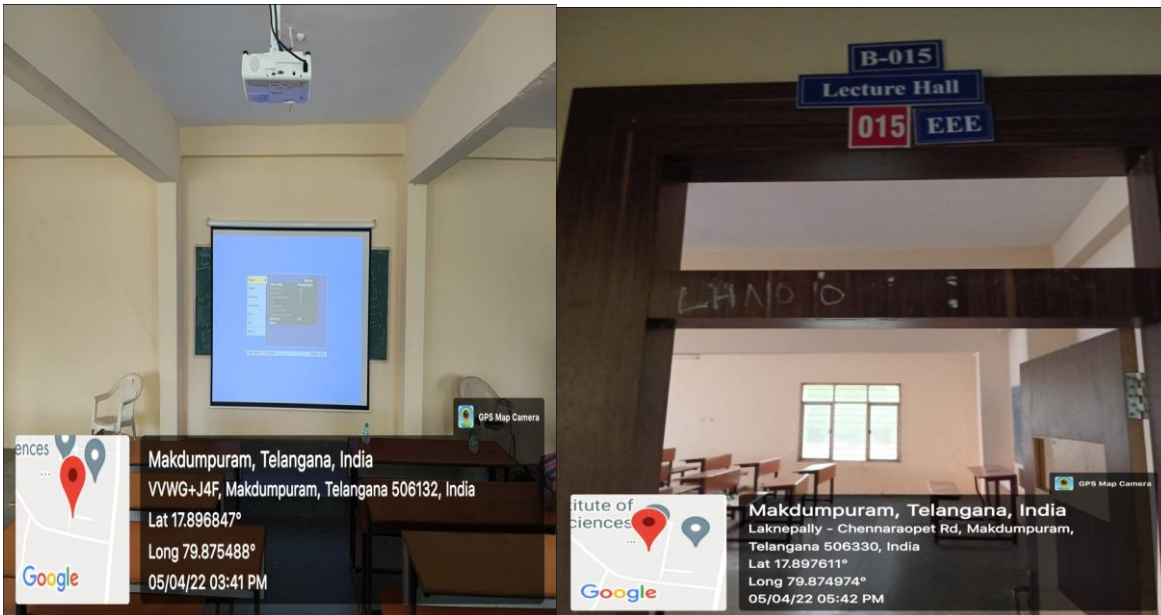 GPS Map Camera
ences
Makdumpuram, Telangana, India
VVWG+J4F, Makdumpuram, Telangana 506132, India
Lat 17.896847°
Long 79.875488°
05/04/22 03:41 PM
Google
B-015
Lecture Hall
015 EEE
LHNO
GPS Map Camera
itute of
ciences
Makdumpuram, Telangana, India
Laknepally - Chennaraopet Rd, Makdumpuram,
Telangana 506330, India
Lat 17.897611°
Long 79.874974°
05/04/22 05:42 PM
Google